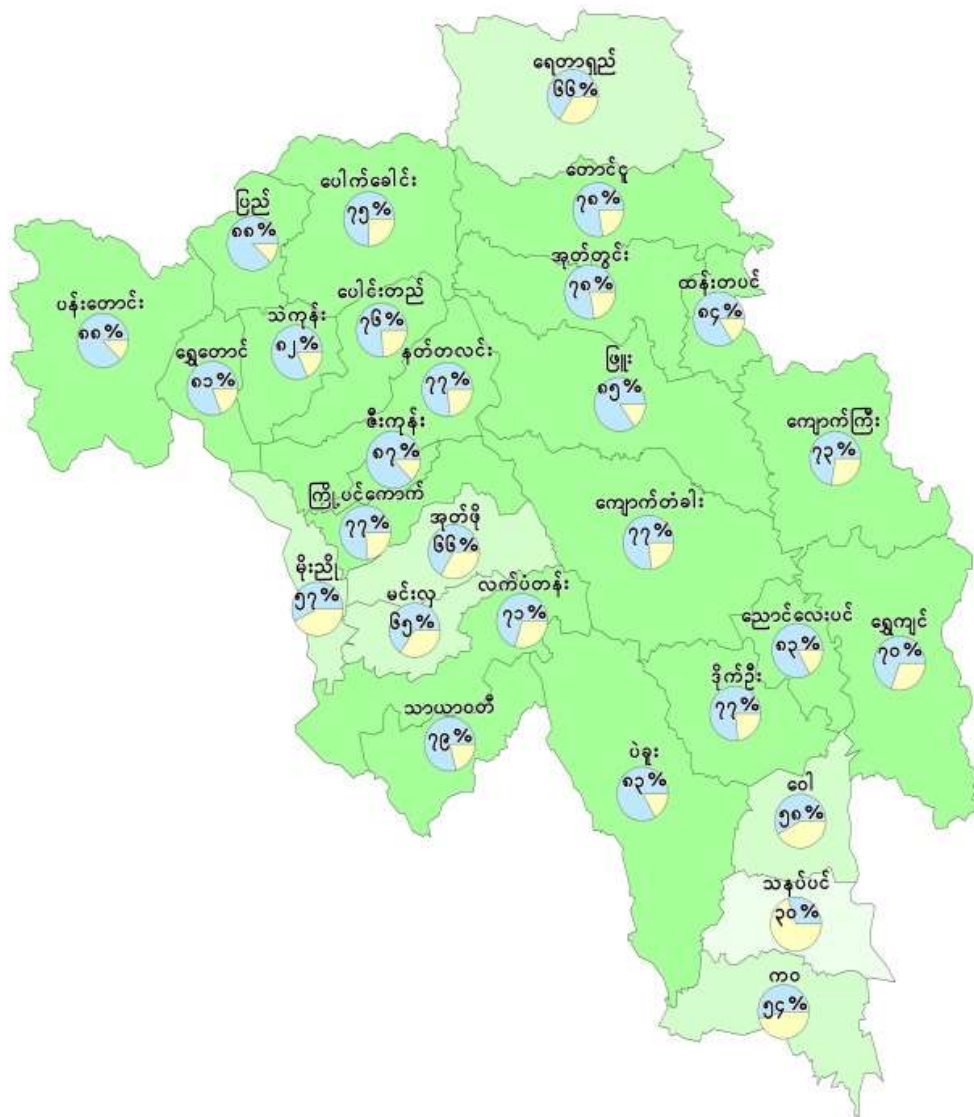 ရေတာရှည်
၆၆%
တောင်ငူ
၇၈%
ပေါက်ခေါင်း
၇၅%
ပြည်
၈၈%
အုတ်တွင်း
၇၈%
ထန်းတပင်
၈၄%
ပန်းတောင်း
၈၈%
သဲကုန်း
၈၂%
ပေါင်းတည်
၇၆%
ရွှေတောင်
၈၁%
နတ်တလင်း
၇၇%
ဖြူး
၈၅%
ကျောက်ကြီး
၇၃%
ဇီးကုန်း
၈၇%
ကြို့ပင်ကောက်
၇၇%
အုတ်ဖို
၆၆%
ကျောက်တံခါး
၇၇%
မိုးညို
၅၇%
မင်းလှ
၆၅%
လက်ပံတန်း
၇၁%
ညောင်လေးပင်
၈၃%
ရွှေကျင်
၇၀%
ဒိုက်ဦး
၇၇%
သာယာဝတီ
၇၉%
ပဲခူး
၈၃%
ဝေါ
၅၈%
သနပ်ပင်
၃၀%
ကဝ
၅၄%